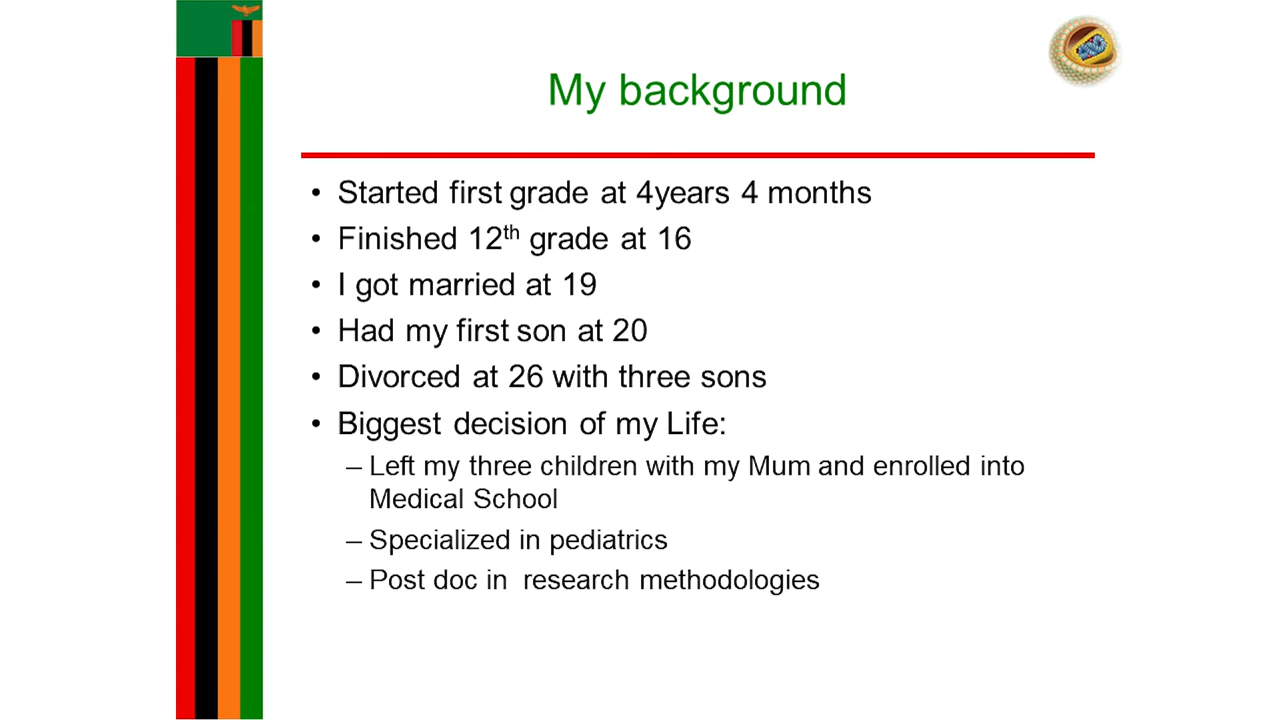 My background
• Started first grade at 4years 4 months
• Finished 12th grade at 16
• I got married at 19
• Had my first son at 20
• Divorced at 26 with three sons
• Biggest decision of my Life:
– Left my three children with my Mum and enrolled into
Medical School
– Specialized in pediatrics
– Post doc in  research methodologies